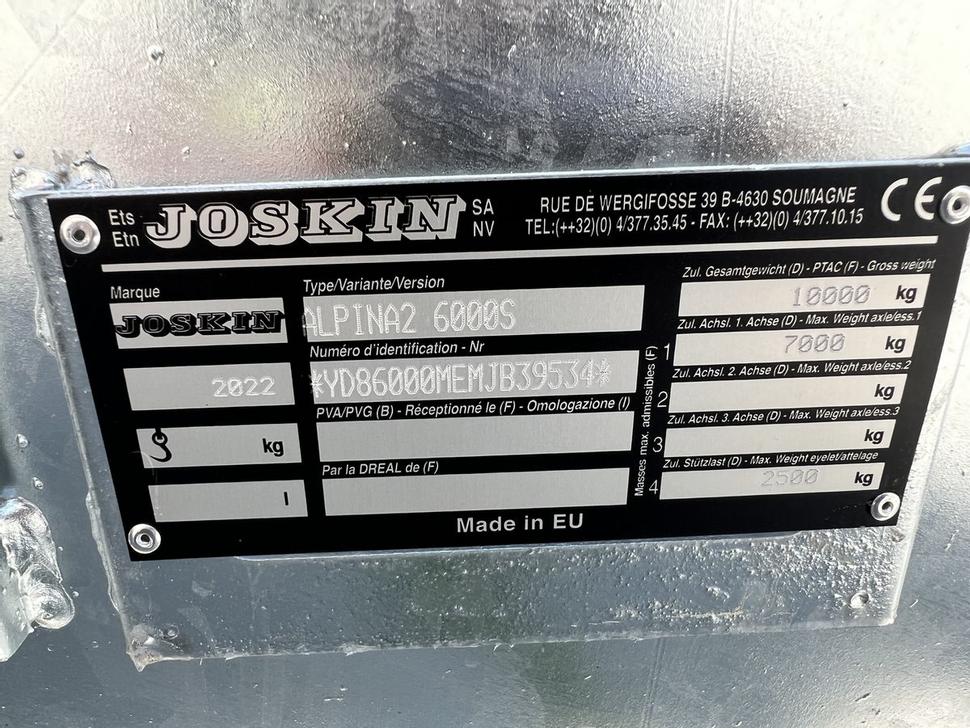 Ets Etn JOSKIN SA NV
RUE DE WERGIFOSSE 39 B-4630 SOUMAGNE
TEL:(++32)(0) 4/377.35.45 - FAX: (++32)(0) 4/377.10.15
CE
Marque
JOSKIN
2022
kg
l
Type/Variante/Version
ALPINA2 6000S
Numéro d'identification - Nr
*YD86000MEMJB39534*
PVA/PVG (B) - Réceptionné le (F) - Omologazione (I)
Par la DREAL de (F)
Masses max. admissibles (F)
Zul. Gesamtgewicht (D) - PTAC (F) - Gross weight
10000 kg
Zul. Achsl. 1. Achse (D) - Max. Weight axle/ess.1
1 7000 kg
Zul. Achsl. 2. Achse (D) - Max. Weight axle/ess.2
2 kg
Zul. Achsl. 3. Achse (D) - Max. Weight axle/ess.3
3 kg
Zul. Stützlast (D) - Max. Weight eyelet/attelage
4 2500 kg
Made in EU